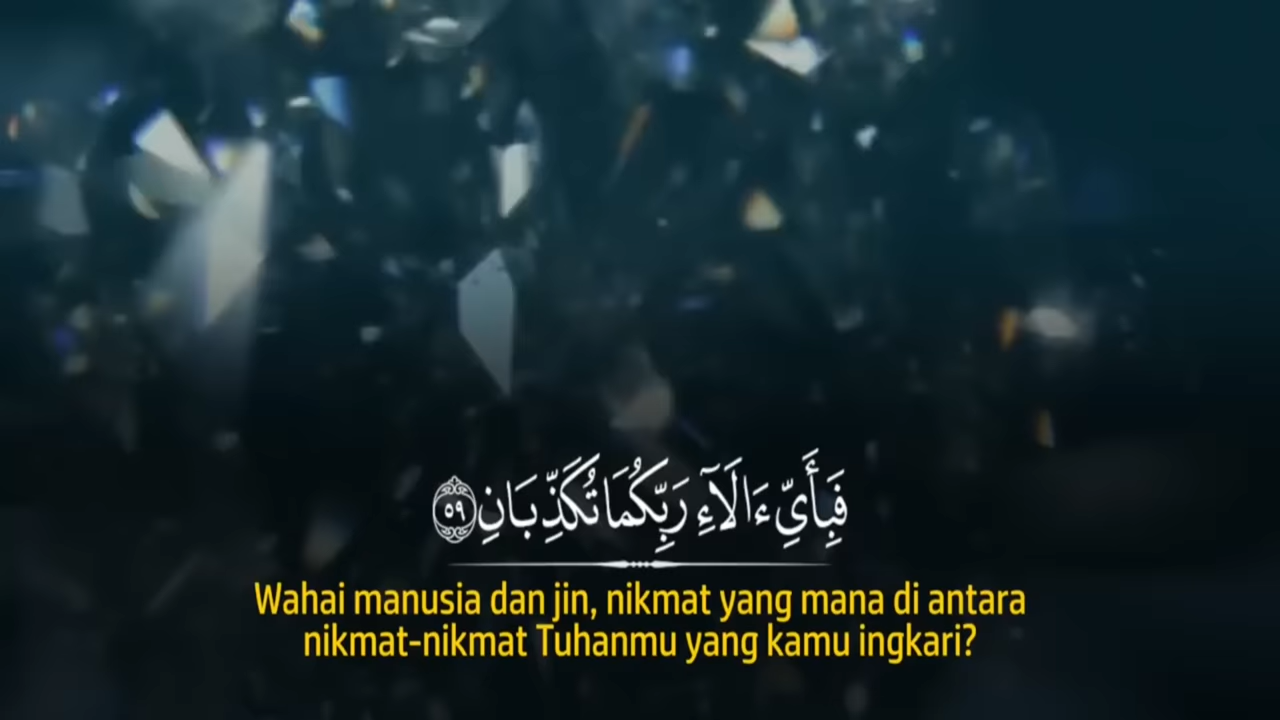 فَبِأَيِّ ءَالَآءِ رَبِّكُمَا تُكَذِّبَانِ ٥٩
Wahai manusia dan jin, nikmat yang mana di antara
nikmat-nikmat Tuhanmu yang kamu ingkari?